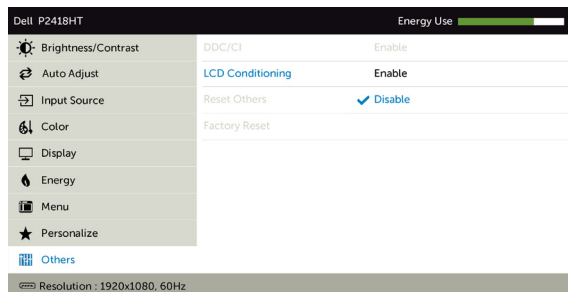 Dell P2418HT Energy Use
Brightness/Contrast DDC/CI Enable
Auto Adjust LCD Conditioning Enable
Input Source Reset Others Disable
Color Factory Reset
Display
Energy
Menu
Personalize
Others
Resolution : 1920x1080, 60Hz